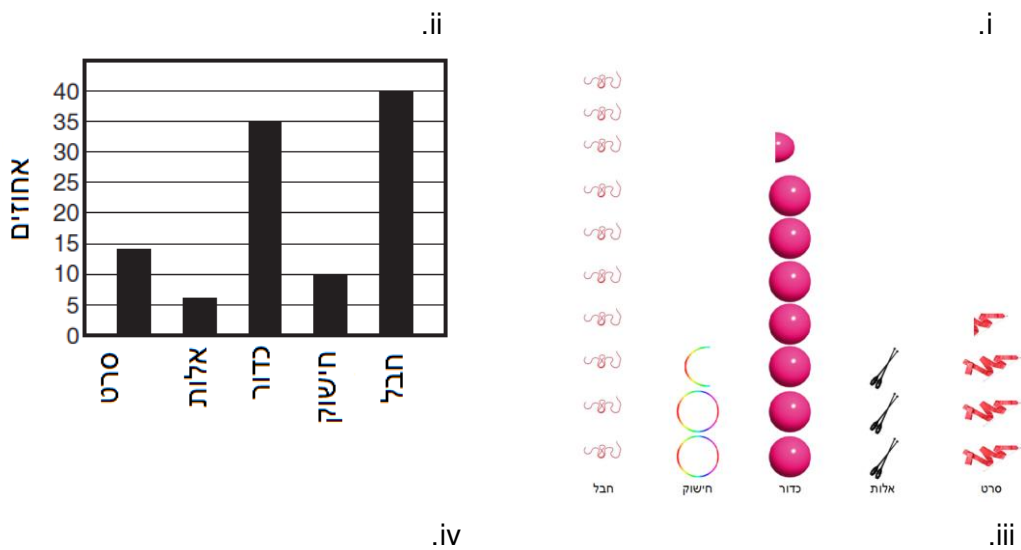 .i
חבל חישוק כדור אלות סרט
.ii
אחוזים
40
35
30
25
20
15
10
5
0
סרט
אלות
כדור
חישוק
חבל
.iii
.iv